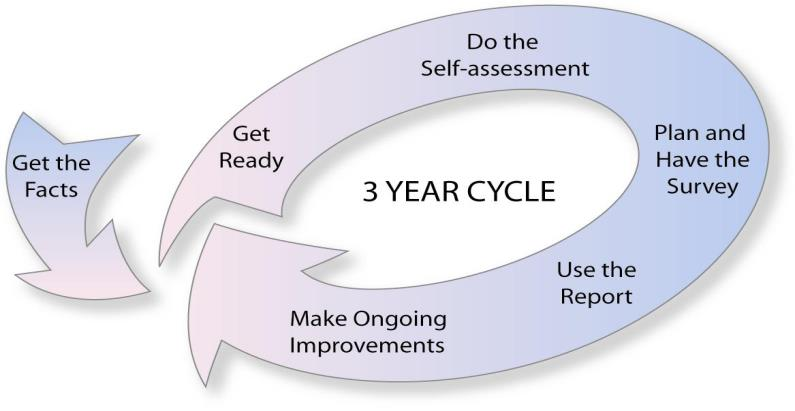 Get the
Facts
Get
Ready
Do the
Self-assessment
Plan and
Have the
Survey
Use the
Report
Make Ongoing
Improvements
3 YEAR CYCLE